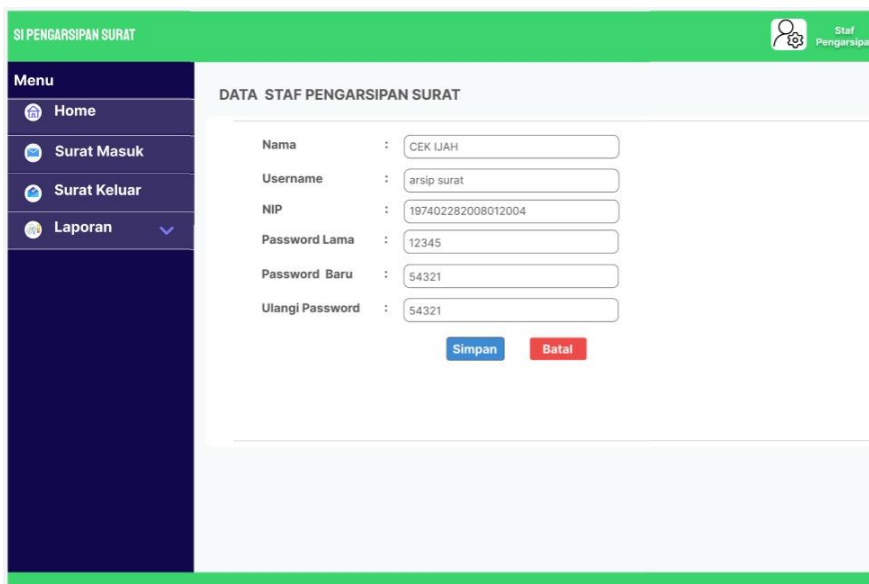 SI PENGARSIPAN SURAT
Staf
Pengarsipa
Menu
Home
Surat Masuk
Surat Keluar
Laporan
DATA STAF PENGARSIPAN SURAT
Nama : CEK IJAH
Username : arsip surat
NIP : 197402282008012004
Password Lama : 12345
Password Baru : 54321
Ulangi Password : 54321
Simpan Batal